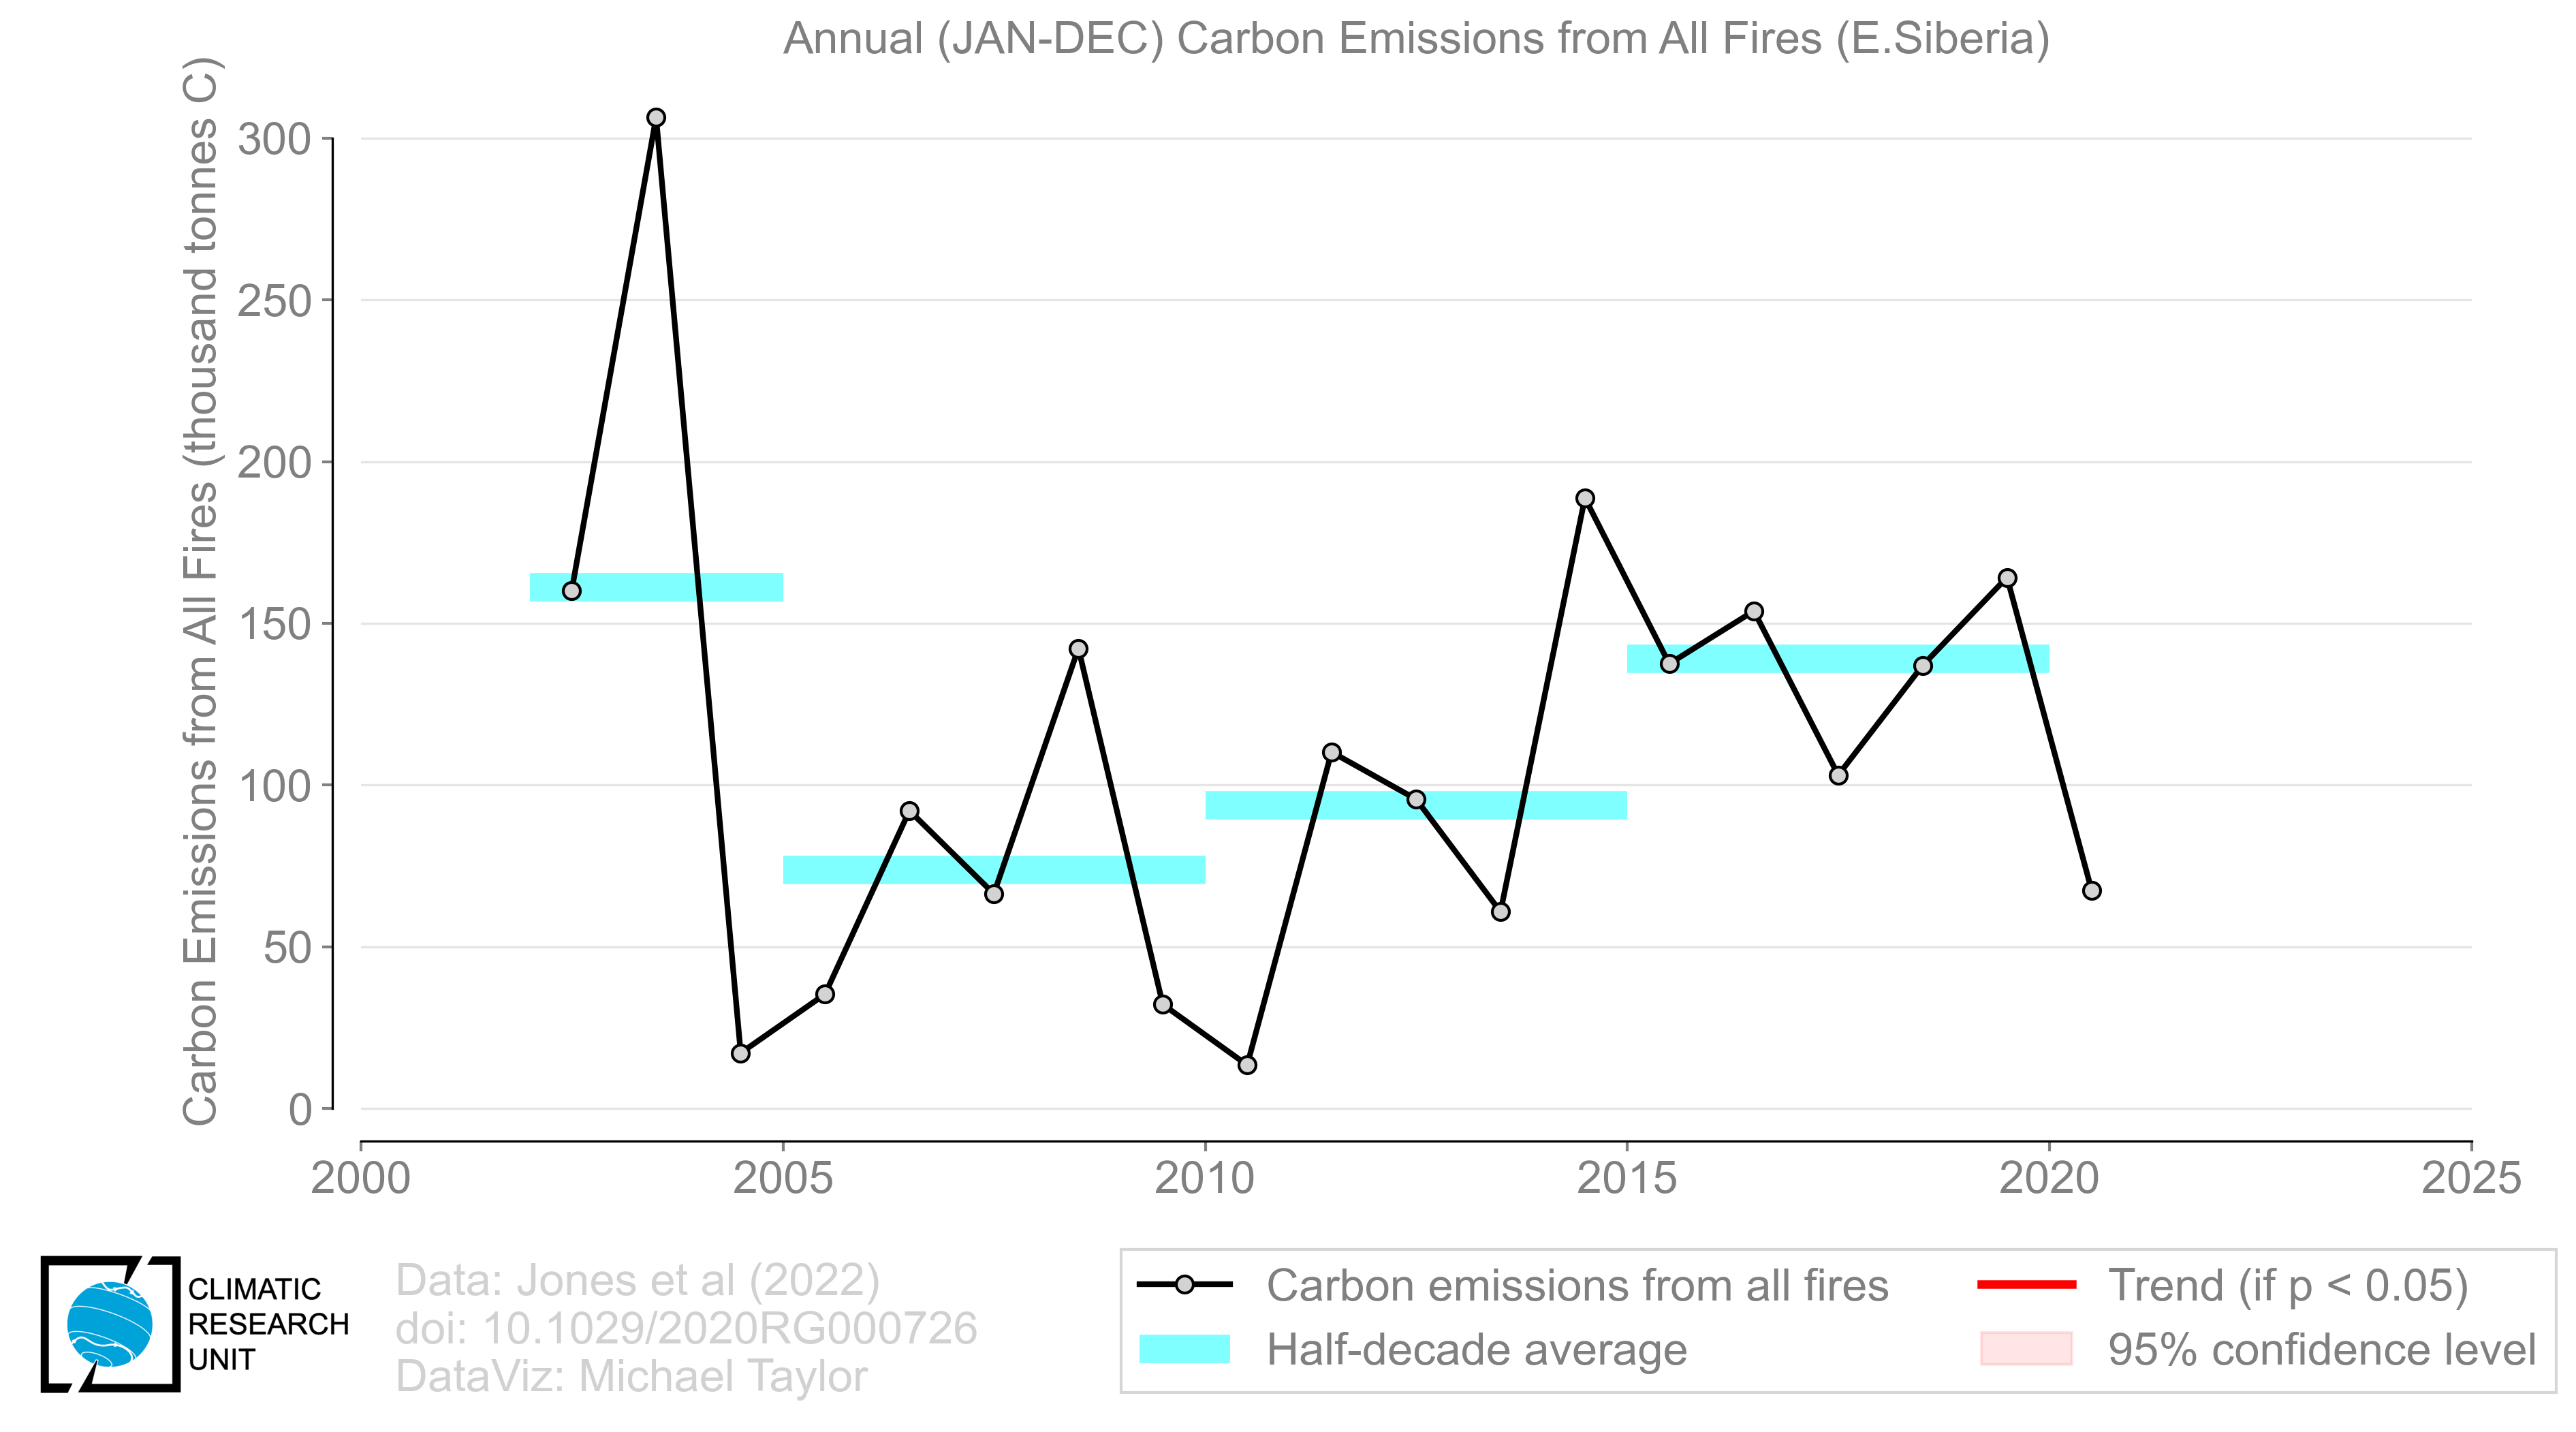 Annual (JAN-DEC) Carbon Emissions from All Fires (E.Siberia)
Carbon Emissions from All Fires (thousand tonnes C)
300
250
200
150
100
50
0
2000 2005 2010 2015 2020 2025
CLIMATIC
RESEARCH
UNIT
Data: Jones et al (2022)
doi: 10.1029/2020RG000726
DataViz: Michael Taylor
Carbon emissions from all fires
Half-decade average
Trend (if p < 0.05)
95% confidence level